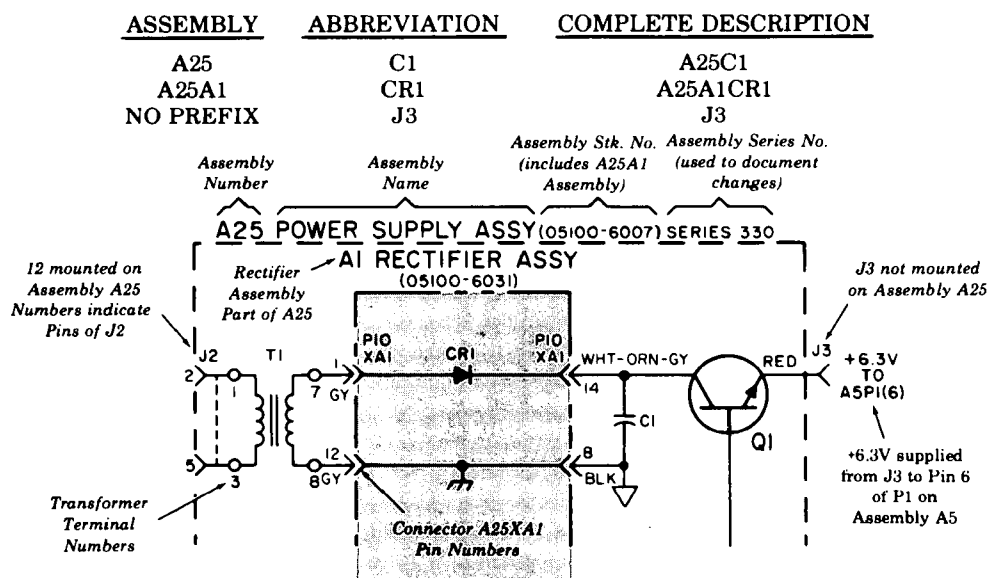 ASSEMBLY ABBREVIATION COMPLETE DESCRIPTION
A25 C1 A25C1
A25A1 CR1 A25A1CR1
NO PREFIX J3 J3
Assembly
Number
Assembly
Name
Assembly Stk. No.
(includes A25A1
Assembly)
Assembly Series No.
(used to document
changes)
A25 POWER SUPPLY ASSY (05100-6007) SERIES 330
A1 RECTIFIER ASSY
(05100-6031)
12 mounted on
Assembly A25
Numbers indicate
Pins of J2
Rectifier
Assembly
Part of A25
J3 not mounted
on Assembly A25
J2
T1
2
1
5
3
1
7
GY
12
8
GY
P10
XA1
CR1
P10
XA1
WHT-ORN-GY
14
C1
8
BLK
Q1
RED
J3
+6.3V
TO
A5P1(6)
+6.3V supplied
from J3 to Pin 6
of P1 on
Assembly A5
Transformer
Terminal
Numbers
Connector A25XA1
Pin Numbers